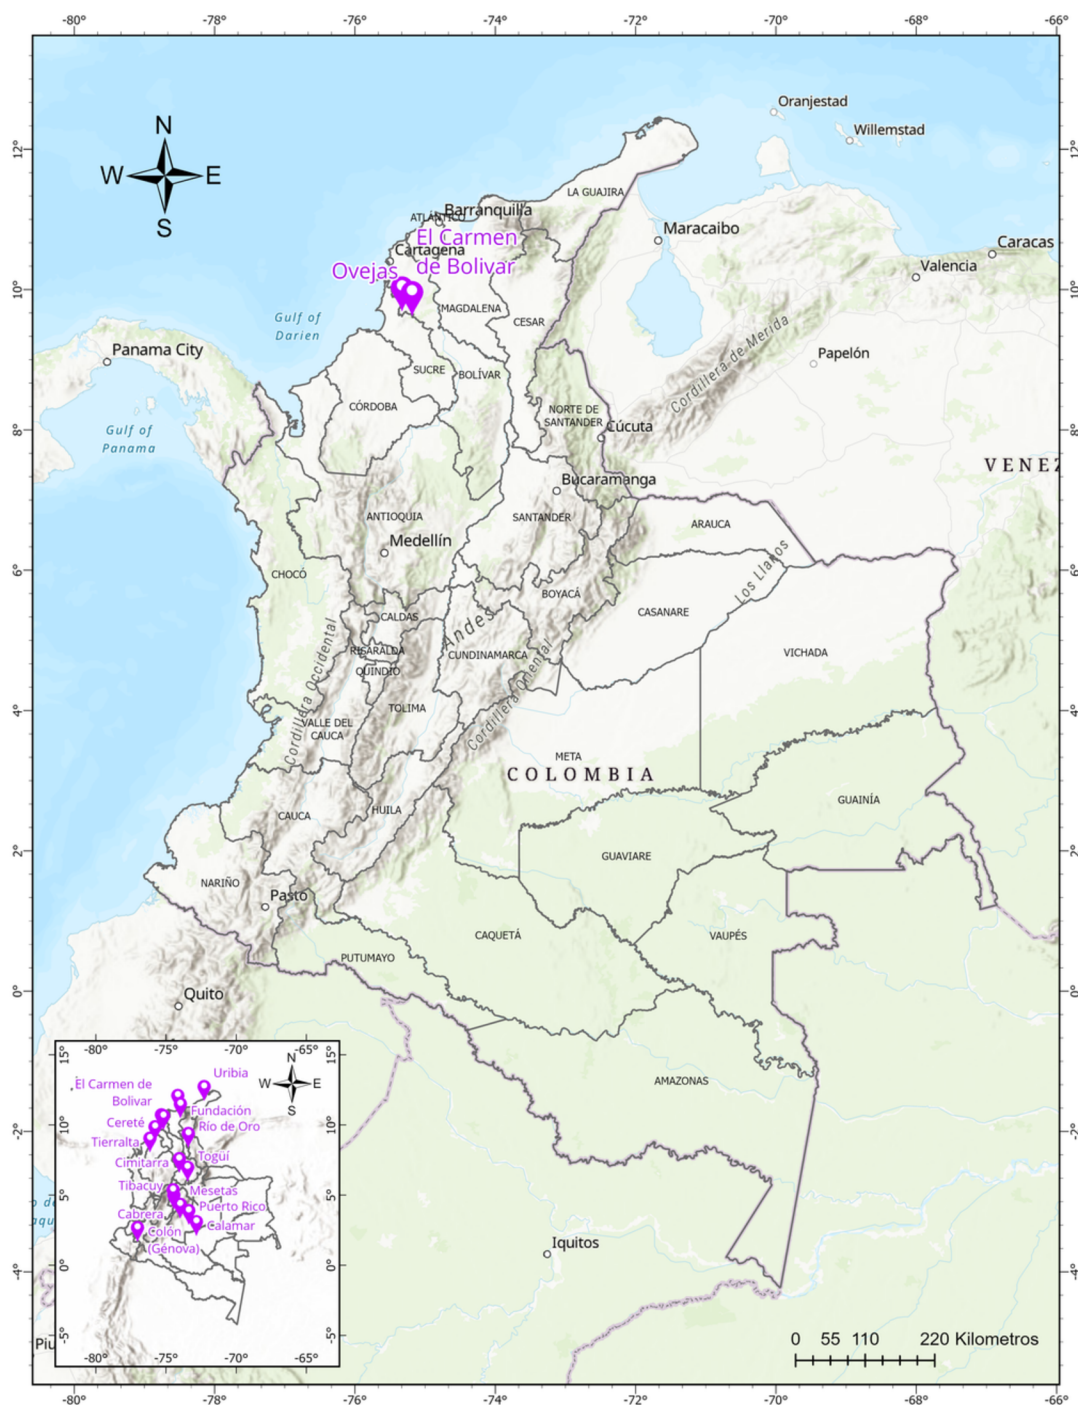 -80°
-78°
-76°
-74°
-72°
-70°
-68°
-66°
12°
10°
8°
6°
4°
2°
0°
-2°
-4°
12°
10°
8°
6°
4°
2°
0°
-2°
-4°
N
W
E
S
Oranjestad
Willemstad
LA GUAJIRA
Barranquilla
ATLÁNTICO
Maracaibo
El Carmen
de Bolivar
Cartagena
Caracas
Valencia
Ovejas
MAGDALENA
CESAR
Gulf of
Darien
Panama City
Papelón
Cordillera de Merida
SUCRE
BOLÍVAR
CÓRDOBA
NORTE DE
SANTANDER
Cúcuta
Gulf of
Panama
VENEZ
Bucaramanga
ANTIOQUIA
SANTANDER
ARAUCA
Medellín
CHOCÓ
BOYACÁ
Los Llanos
CASANARE
CALDAS
Andes
RISARALDA
CUNDINAMARCA
VICHADA
QUINDIO
Cordillera Occidental
Cordillera Oriental
TOLIMA
VALLE DEL
CAUCA
META
COLOMBIA
CAUCA
HUILA
GUAINÍA
GUAVIARE
NARIÑO
Pasto
CAQUETÁ
VAUPÉS
PUTUMAYO
Quito
AMAZONAS
Iquitos
Piu
0 55 110 220 Kilometros
-80°
-75°
-70°
-65°
15°
10°
5°
0°
-5°
15°
10°
5°
0°
-5°
N
W
E
S
Uribia
El Carmen de
Bolivar
Fundación
Cereté
Río de Oro
Tierralta
Cimitarra
Togüí
Tibacuy
Mesetas
Cabrera
Puerto Rico
Colón
(Génova)
Calamar
-80°
-75°
-70°
-65°
-80°
-78°
-76°
-74°
-72°
-70°
-68°
-66°